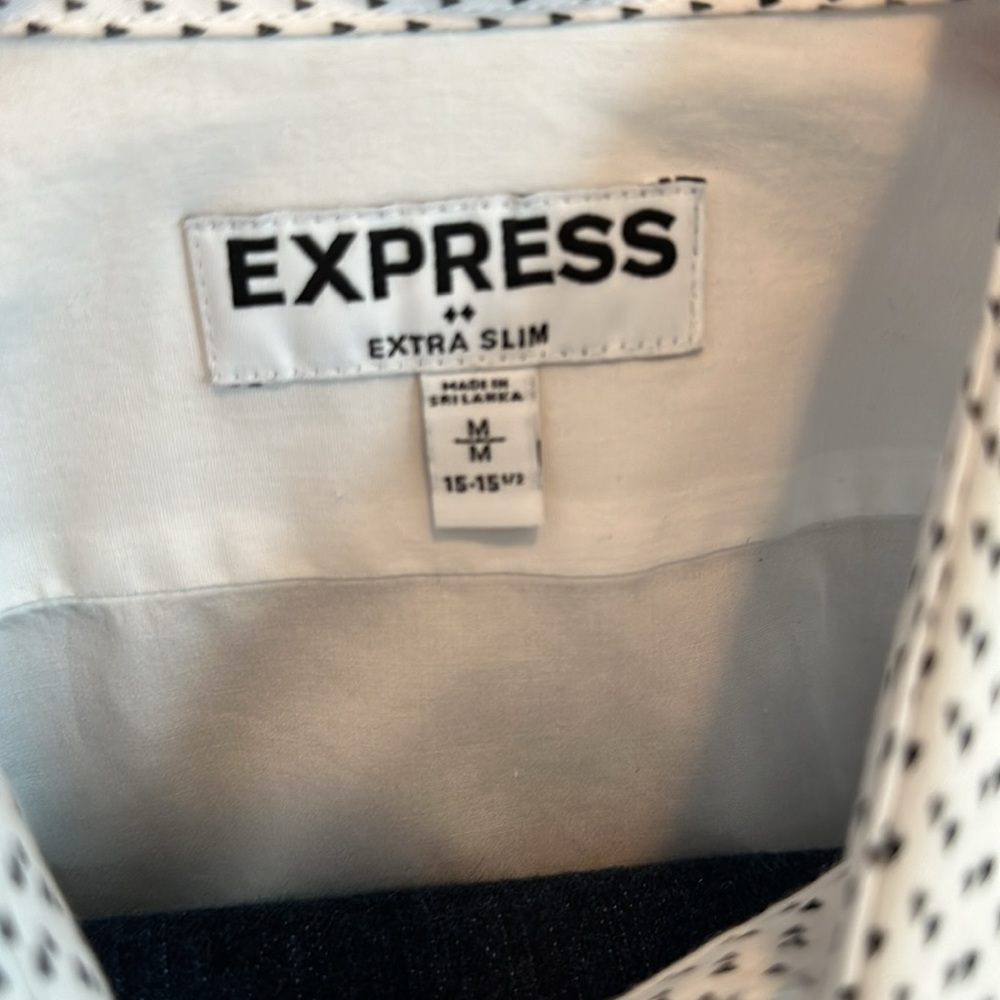 EXPRESS
EXTRA SLIM
MADE IN
SRI LANKA
M
M
15-15 1/2